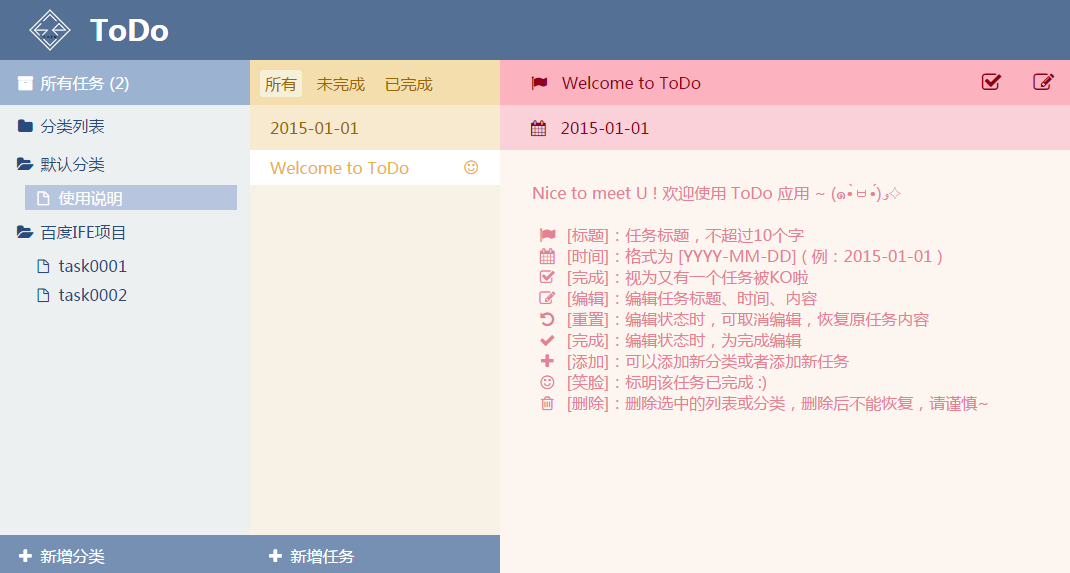 ToDo
所有任务 (2)
分类列表
默认分类
使用说明
百度IFE项目
task0001
task0002
新增分类
所有 未完成 已完成
2015-01-01
Welcome to ToDo
新增任务
Welcome to ToDo
2015-01-01
Nice to meet U ! 欢迎使用 ToDo 应用 ~ (๑•̀ㅂ•́)و✧
[标题]：任务标题，不超过10个字
[时间]：格式为 [YYYY-MM-DD] ( 例：2015-01-01 )
[完成]：视为又有一个任务被KO啦
[编辑]：编辑任务标题、时间、内容
[重置]：编辑状态时，可取消编辑，恢复原任务内容
[完成]：编辑状态时，为完成编辑
[添加]：可以添加新分类或者添加新任务
[笑脸]：标明该任务已完成 :)
[删除]：删除选中的列表或分类，删除后不能恢复，请谨慎~